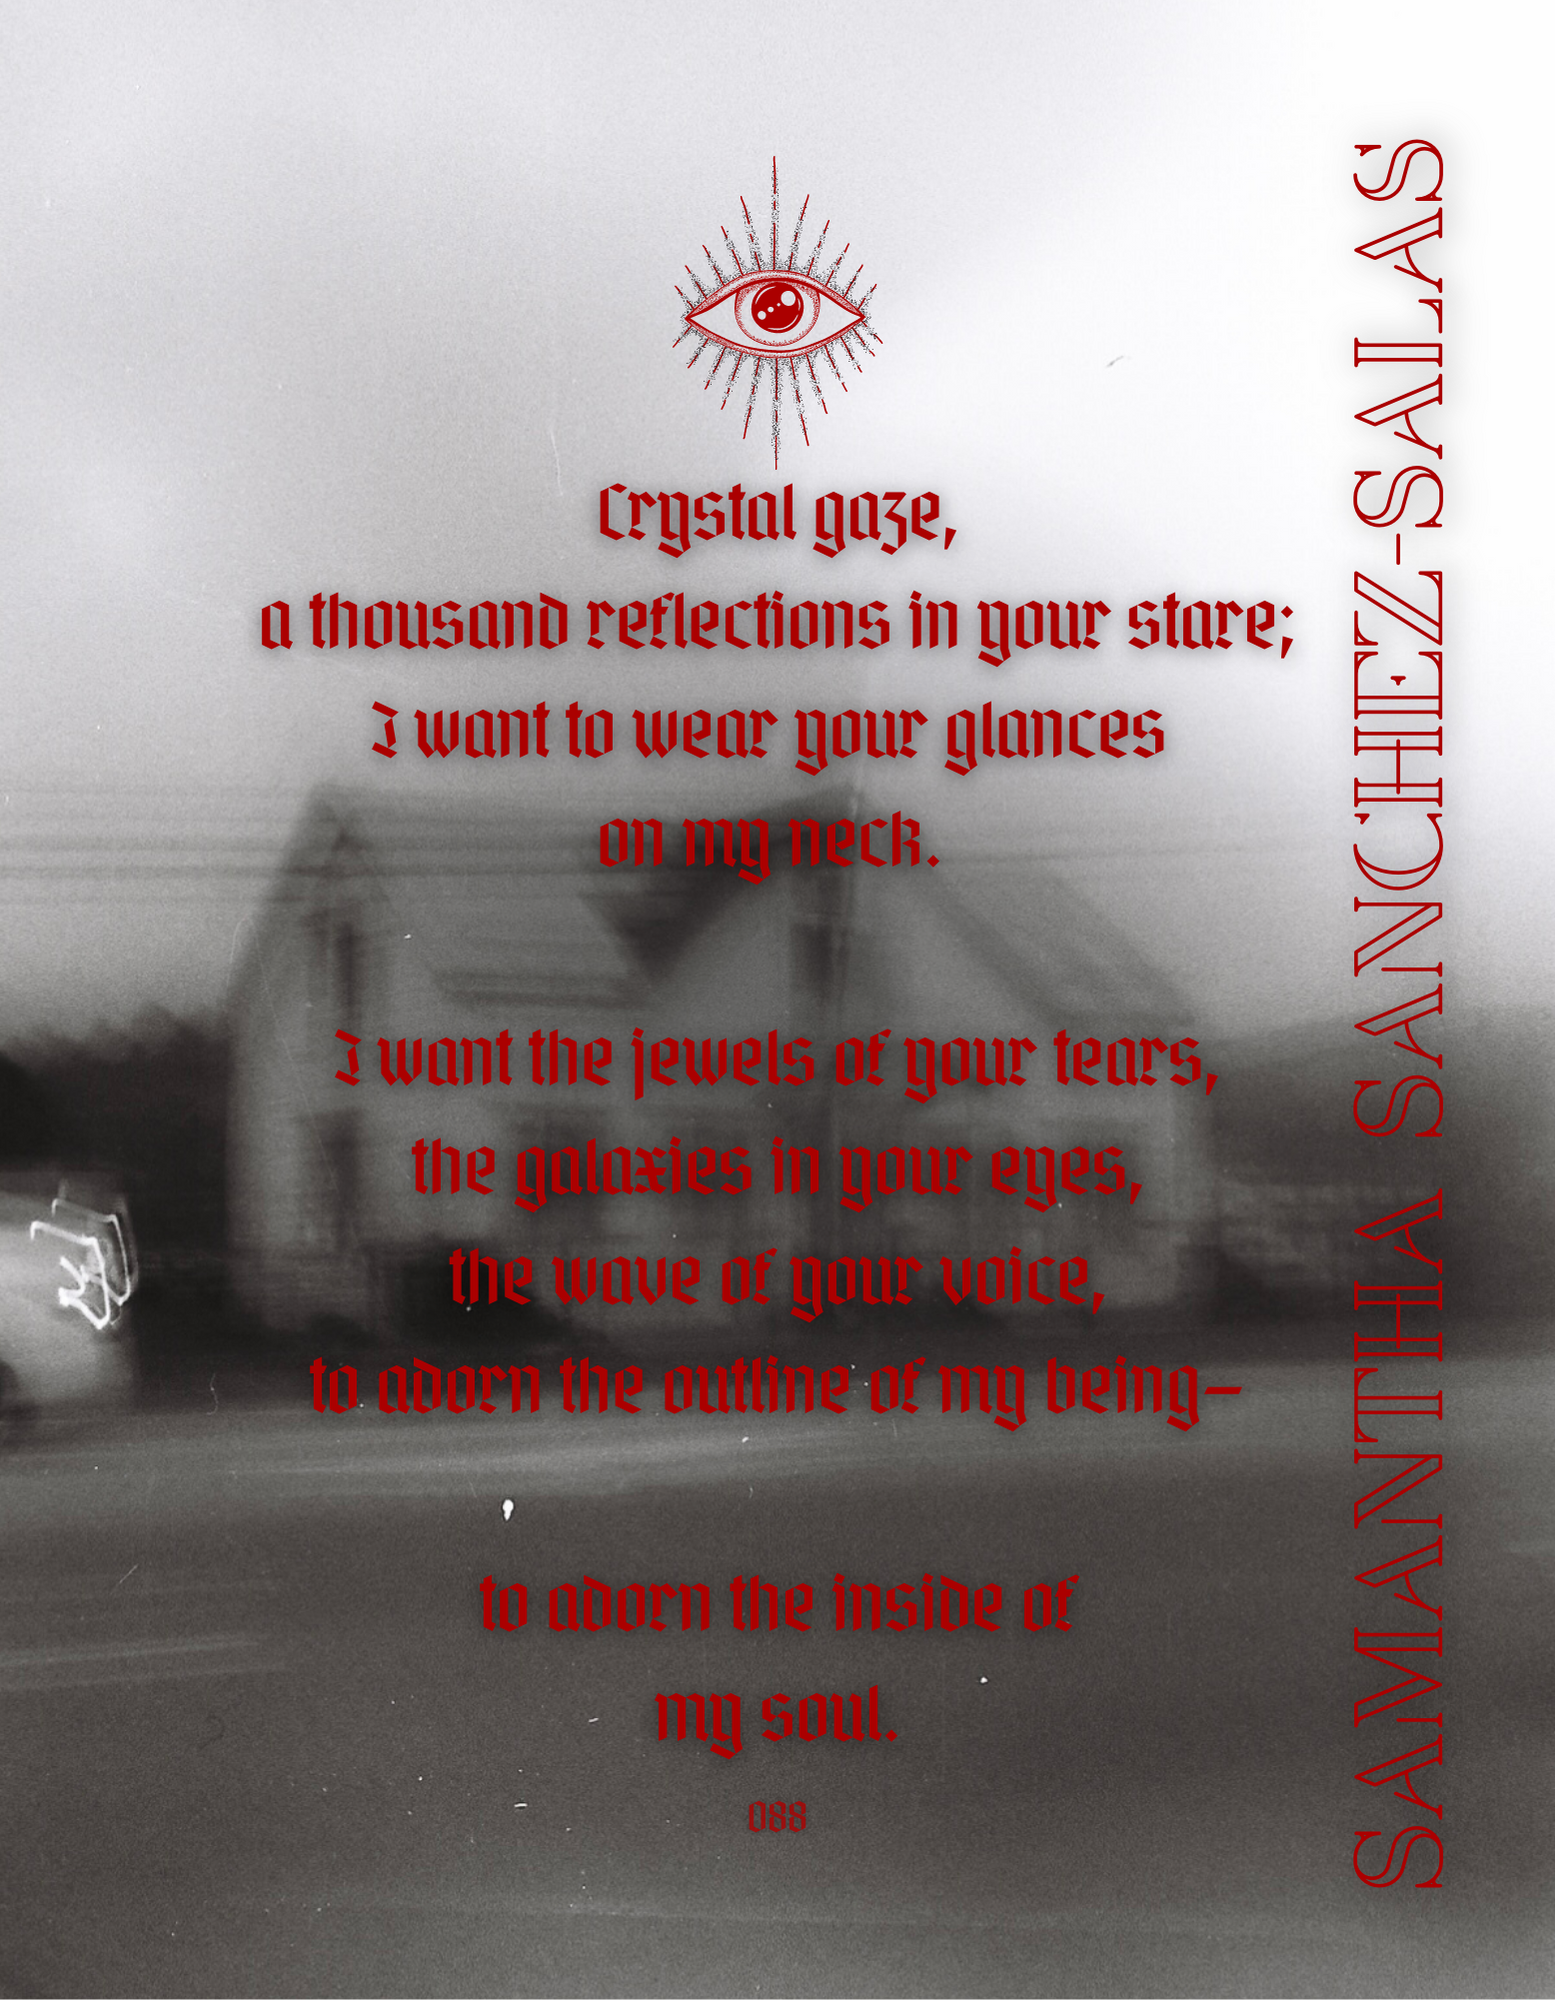 Crystal gaze,
a thousand reflections in your stare;
I want to wear your glances
on my neck.
I want the jewels of your tears,
the galaxies in your eyes,
the wave of your voice,
to adorn the outline of my being—
to adorn the inside of
my soul.
088
SAMANTHA SANCHEZ-SALAS